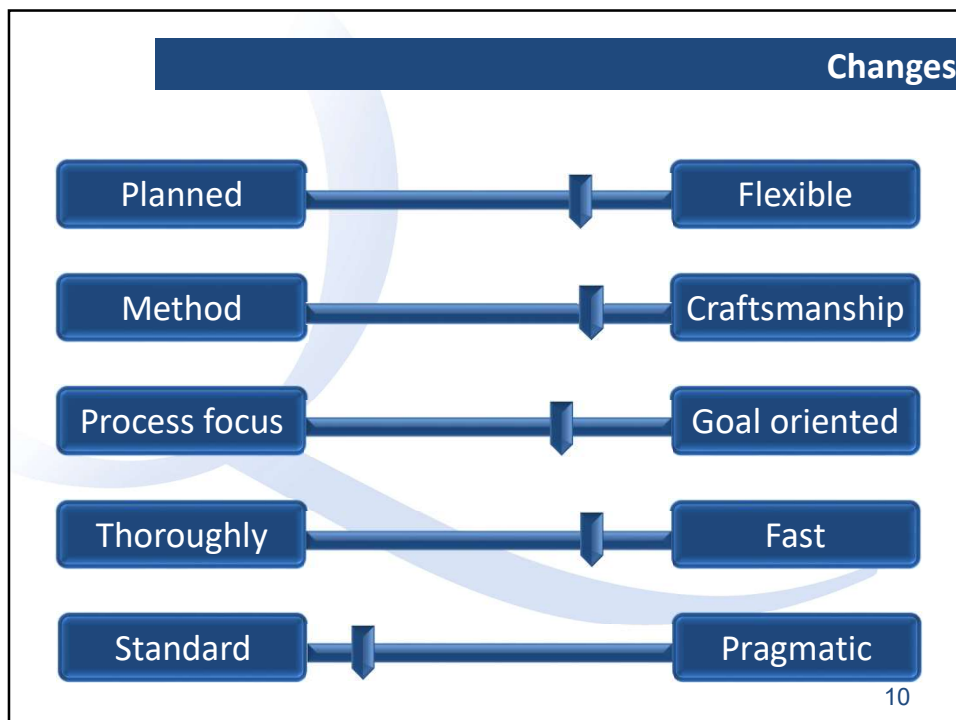 Changes
Planned Flexible
Method Craftsmanship
Process focus Goal oriented
Thoroughly Fast
Standard Pragmatic
10